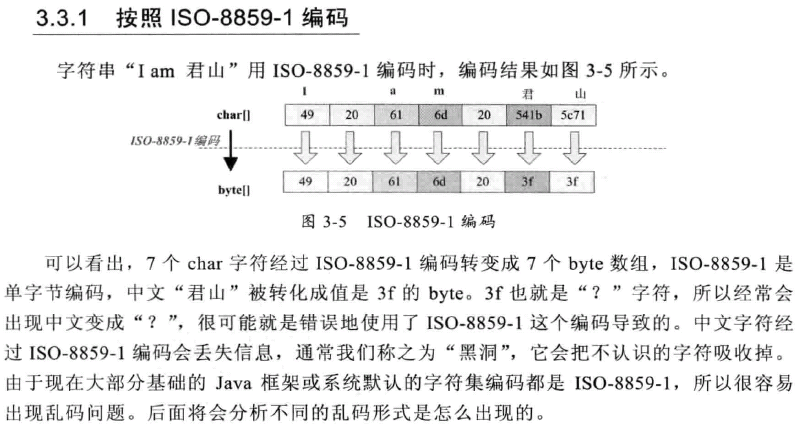 3.3.1 按照 ISO-8859-1 编码
字符串“I am 君山”用 ISO-8859-1 编码时，编码结果如图 3-5 所示。
I a m 君 山
char[] 49 20 61 6d 20 541b 5c71
ISO-8859-1编码
byte[] 49 20 61 6d 20 3f 3f
图 3-5 ISO-8859-1 编码
可以看出，7 个 char 字符经过 ISO-8859-1 编码转变成 7 个 byte 数组，ISO-8859-1 是
单字节编码，中文“君山”被转化成值是 3f 的 byte。3f 也就是“？”字符，所以经常会
出现中文变成“？”，很可能就是错误地使用了 ISO-8859-1 这个编码导致的。中文字符经
过 ISO-8859-1 编码会丢失信息，通常我们称之为“黑洞”，它会把不认识的字符吸收掉。
由于现在大部分基础的 Java 框架或系统默认的字符集编码都是 ISO-8859-1，所以很容易
出现乱码问题。后面将会分析不同的乱码形式是怎么出现的。